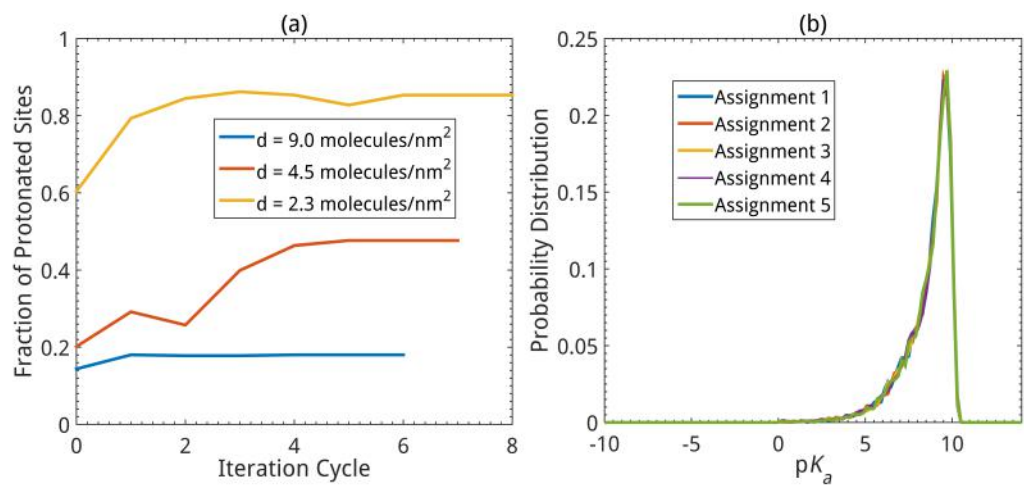 (a)
Fraction of Protonated Sites
1
0.8
0.6
0.4
0.2
0
d = 9.0 molecules/nm²
d = 4.5 molecules/nm²
d = 2.3 molecules/nm²
0 2 4 6 8
Iteration Cycle
(b)
Probability Distribution
0.25
0.2
0.15
0.1
0.05
0
Assignment 1
Assignment 2
Assignment 3
Assignment 4
Assignment 5
-10 -5 0 5 10
pKₐ